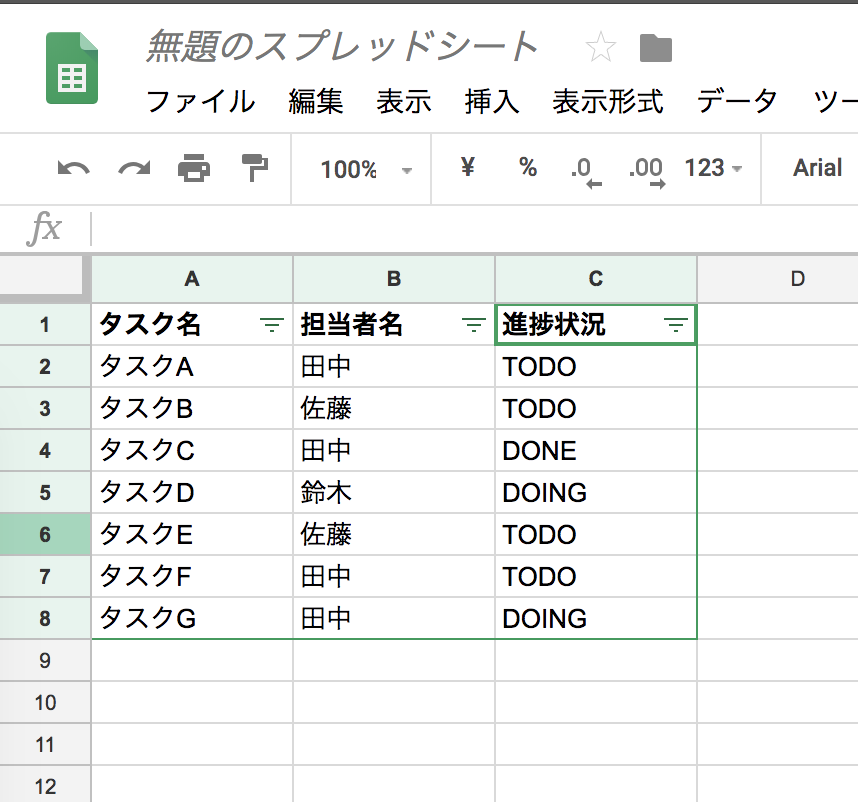 無題のスプレッドシート
ファイル 編集 表示 挿入 表示形式 データ ツー
100% ¥ % .0 .00 123 Arial
fx
A B C D
1 タスク名 担当者名 進捗状況
2 タスクA 田中 TODO
3 タスクB 佐藤 TODO
4 タスクC 田中 DONE
5 タスクD 鈴木 DOING
6 タスクE 佐藤 TODO
7 タスクF 田中 TODO
8 タスクG 田中 DOING
9
10
11
12